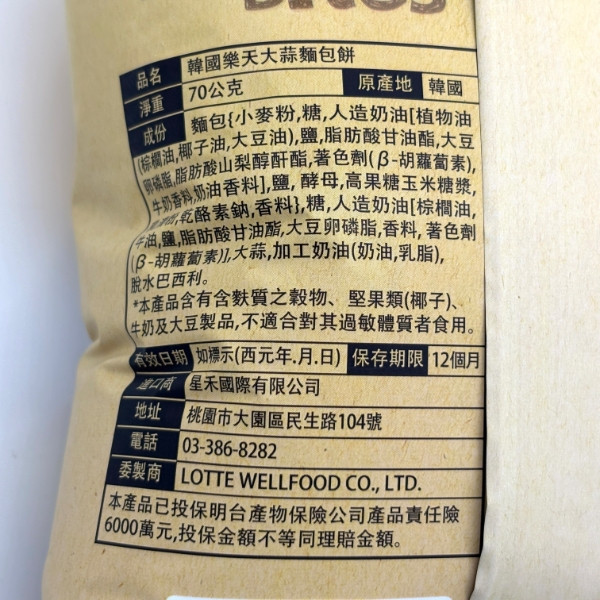 品名 韓國樂天大蒜麵包餅
淨重 70公克 原產地 韓國
成份 麵包{小麥粉,糖,人造奶油[植物油
(棕櫚油,椰子油,大豆油),鹽,脂肪酸甘油酯,大豆
卵磷脂,脂肪酸山梨醇酐酯,著色劑(β-胡蘿蔔素),
牛奶香料,奶油香料],鹽,酵母,高果糖玉米糖漿,
乾酪素鈉,香料},糖,人造奶油[棕櫚油,
牛油,鹽,脂肪酸甘油酯,大豆卵磷脂,香料,著色劑
(β-胡蘿蔔素)],大蒜,加工奶油(奶油,乳脂),
脫水巴西利。
*本產品含有含麩質之穀物、堅果類(椰子)、
牛奶及大豆製品,不適合對其過敏體質者食用。
有效日期 如標示(西元年.月.日) 保存期限 12個月
進口商 星禾國際有限公司
地址 桃園市大園區民生路104號
電話 03-386-8282
委製商 LOTTE WELLFOOD CO., LTD.
本產品已投保明台產物保險公司產品責任險
6000萬元,投保金額不等同理賠金額。